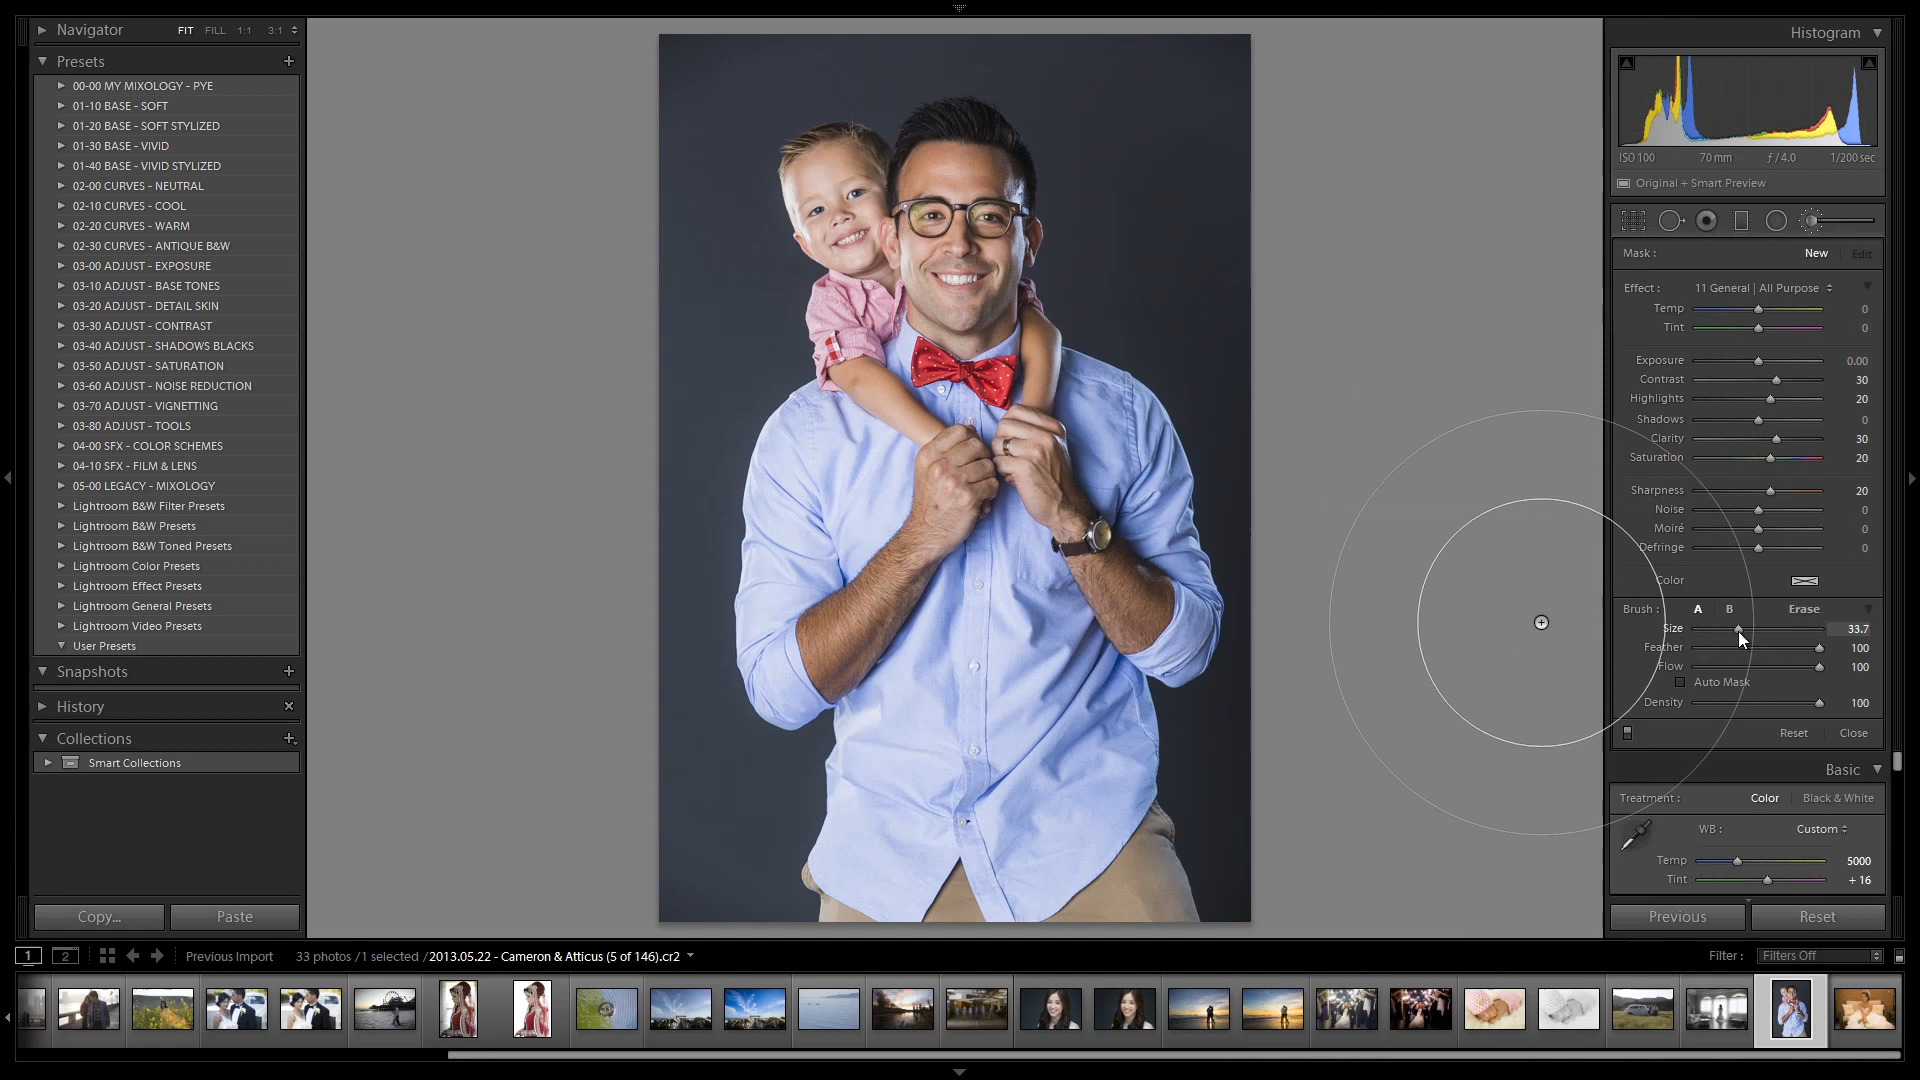 Navigator FIT FILL 1:1 3:1
Presets
00-00 MY MIXOLOGY - PYE
01-10 BASE - SOFT
01-20 BASE - SOFT STYLIZED
01-30 BASE - VIVID
01-40 BASE - VIVID STYLIZED
02-00 CURVES - NEUTRAL
02-10 CURVES - COOL
02-20 CURVES - WARM
02-30 CURVES - ANTIQUE B&W
03-00 ADJUST - EXPOSURE
03-10 ADJUST - BASE TONES
03-20 ADJUST - DETAIL SKIN
03-30 ADJUST - CONTRAST
03-40 ADJUST - SHADOWS BLACKS
03-50 ADJUST - SATURATION
03-60 ADJUST - NOISE REDUCTION
03-70 ADJUST - VIGNETTING
03-80 ADJUST - TOOLS
04-00 SFX - COLOR SCHEMES
04-10 SFX - FILM & LENS
05-00 LEGACY - MIXOLOGY
Lightroom B&W Filter Presets
Lightroom B&W Presets
Lightroom B&W Toned Presets
Lightroom Color Presets
Lightroom Effect Presets
Lightroom General Presets
Lightroom Video Presets
User Presets
Snapshots
History
Collections
Smart Collections
Copy... Paste
Histogram
ISO 100 70 mm ƒ / 4.0 1/200 sec
Original + Smart Preview
Mask : New Edit
Effect : 11 General | All Purpose
Temp 0
Tint 0
Exposure 0.00
Contrast 30
Highlights 20
Shadows 0
Clarity 30
Saturation 20
Sharpness 20
Noise 0
Moiré 0
Defringe 0
Color
Brush : A B Erase
Size 33.7
Feather 100
Flow 100
Auto Mask
Density 100
Reset Close
Basic
Treatment : Color Black & White
WB : Custom
Temp 5000
Tint + 16
Previous Reset
1 2 Previous Import 33 photos / 1 selected / 2013.05.22 - Cameron & Atticus (5 of 146).cr2 Filter : Filters Off